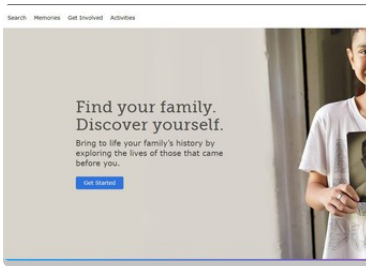 Search Memories Get Involved Activities
Find your family.
Discover yourself.
Bring to life your family's history by
exploring the lives of those that came
before you.
Get Started